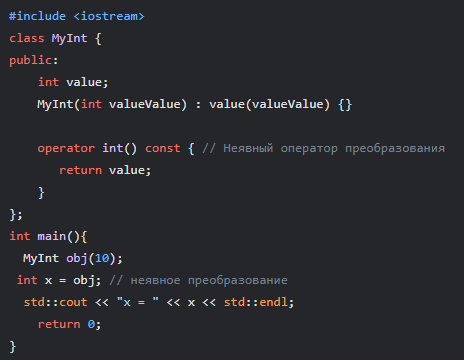 #include <iostream>
class MyInt {
public:
    int value;
    MyInt(int valueValue) : value(valueValue) {}

    operator int() const { // Неявный оператор преобразования
       return value;
    }
};
int main(){
  MyInt obj(10);
 int x = obj; // неявное преобразование
  std::cout << "x = " << x << std::endl;
    return 0;
}